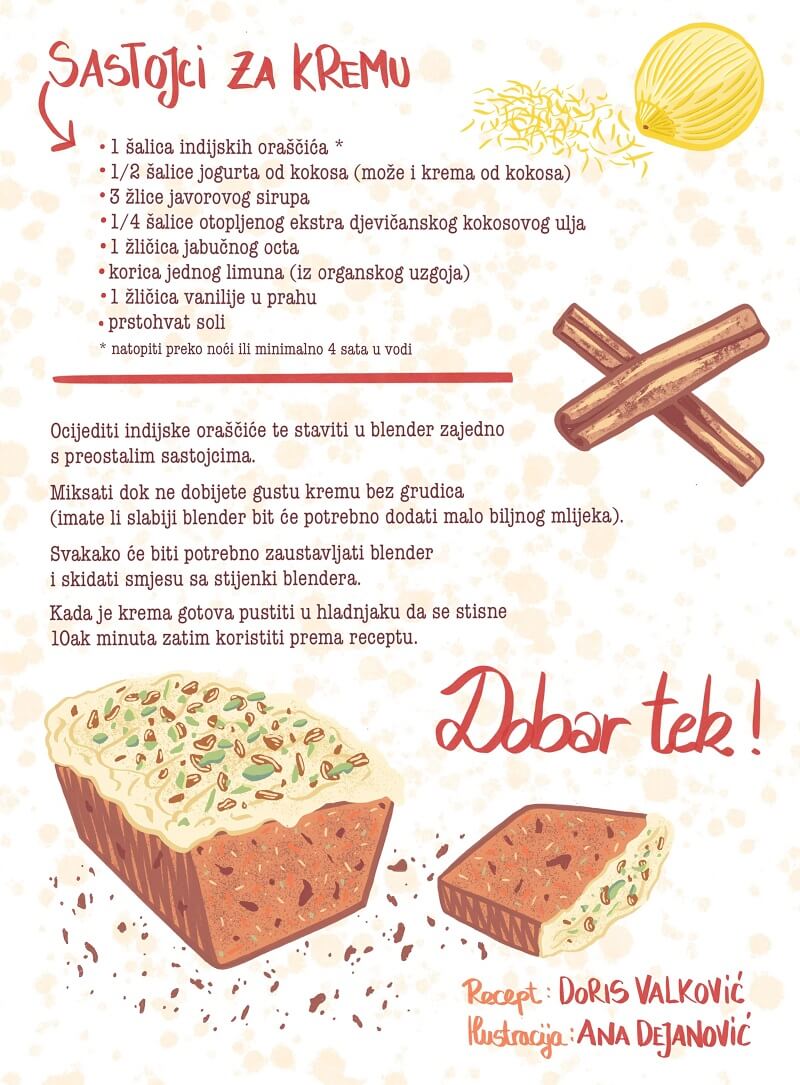 Sastojci za kremu
• 1 šalica indijskih oraščića *
• 1/2 šalice jogurta od kokosa (može i krema od kokosa)
• 3 žlice javorovog sirupa
• 1/4 šalice otopljenog ekstra djevičanskog kokosovog ulja
• 1 žličica jabučnog octa
• korica jednog limuna (iz organskog uzgoja)
• 1 žličica vanilije u prahu
• prstohvat soli
* natopiti preko noći ili minimalno 4 sata u vodi
Ocijediti indijske oraščiće te staviti u blender zajedno
s preostalim sastojcima.
Miksati dok ne dobijete gustu kremu bez grudica
(imate li slabiji blender bit će potrebno dodati malo biljnog mlijeka).
Svakako će biti potrebno zaustavljati blender
i skidati smjesu sa stijenki blendera.
Kada je krema gotova pustiti u hladnjaku da se stisne
10ak minuta zatim koristiti prema receptu.
Dobar tek!
Recept: Doris Valković
Ilustracija: Ana Dejanović